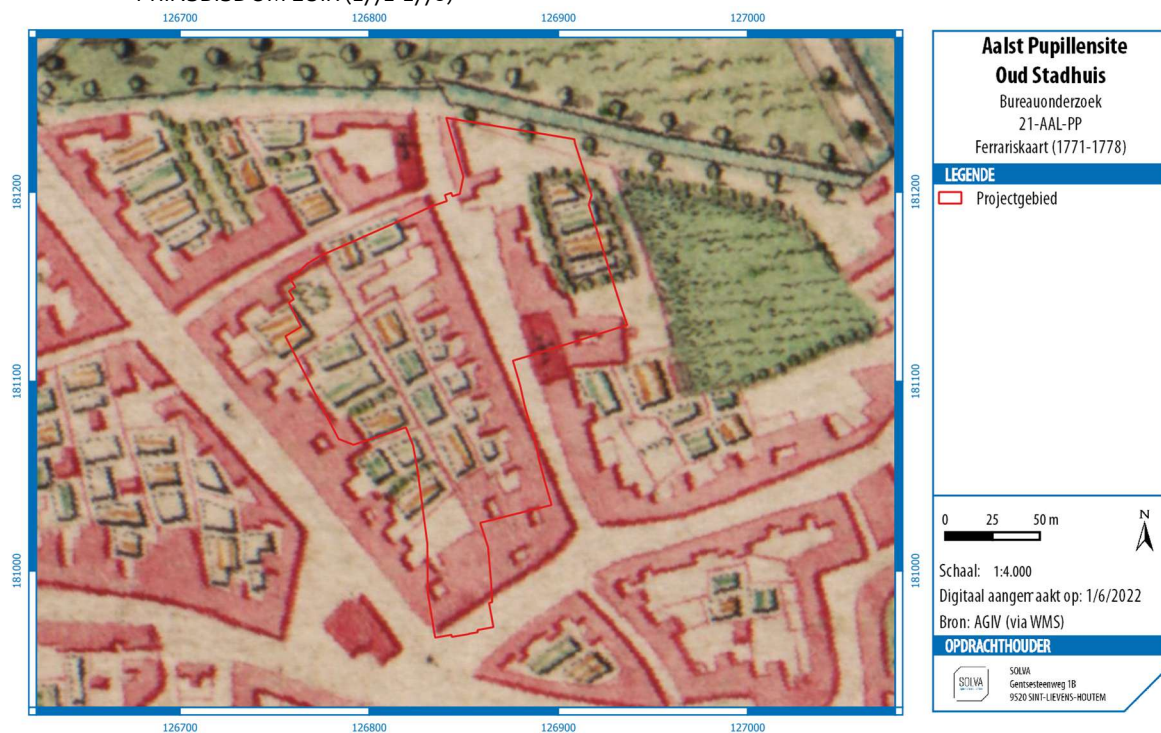 126700 126800 126900 127000
181200
181100
181000
181200
181100
181000
126700 126800 126900 127000
Aalst Pupillensite
Oud Stadhuis
Bureauonderzoek
21-AAL-PP
Ferrariskaart (1771-1778)
LEGENDE
Projectgebied
0 25 50 m
N
Schaal: 1:4.000
Digitaal aangemaakt op: 1/6/2022
Bron: AGIV (via WMS)
OPDRACHTHOUDER
SOLVA
SOLVA
Gentsesteenweg 1B
9520 SINT-LIEVENS-HOUTEM